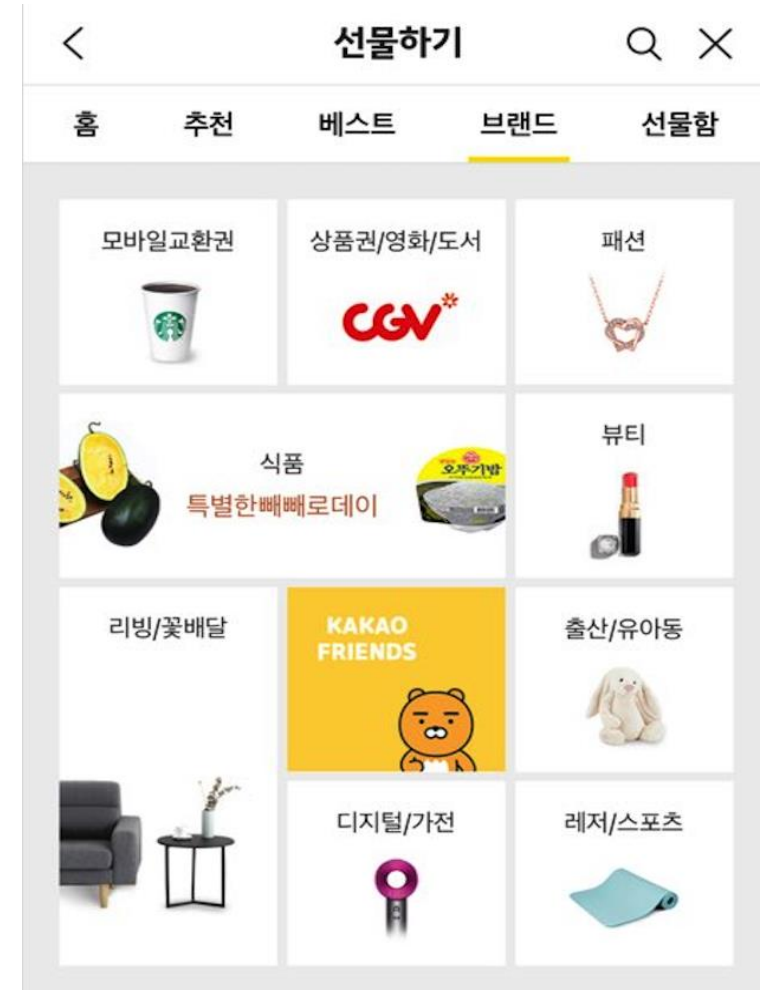 선물하기
홈 추천 베스트 브랜드 선물함
모바일교환권
상품권/영화/도서
CGV
패션
식품
특별한빼빼로데이
오뚜기밥
뷰티
리빙/꽃배달
KAKAO
FRIENDS
출산/유아동
디지털/가전
레저/스포츠